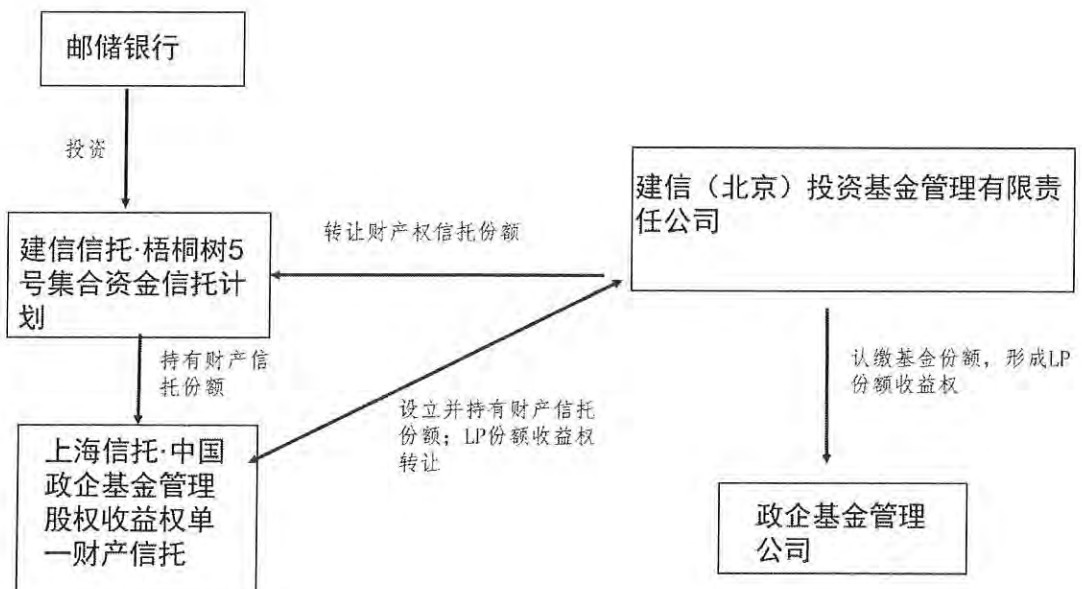 邮储银行
投资
建信（北京）投资基金管理有限责
任公司
转让财产权信托份额
建信信托·梧桐树5
号集合资金信托计
划
持有财产信
托份额
认缴基金份额，形成LP
份额收益权
设立并持有财产信托
份额；LP份额收益权
转让
上海信托·中国
政企基金管理
股权收益权单
一财产信托
政企基金管理
公司